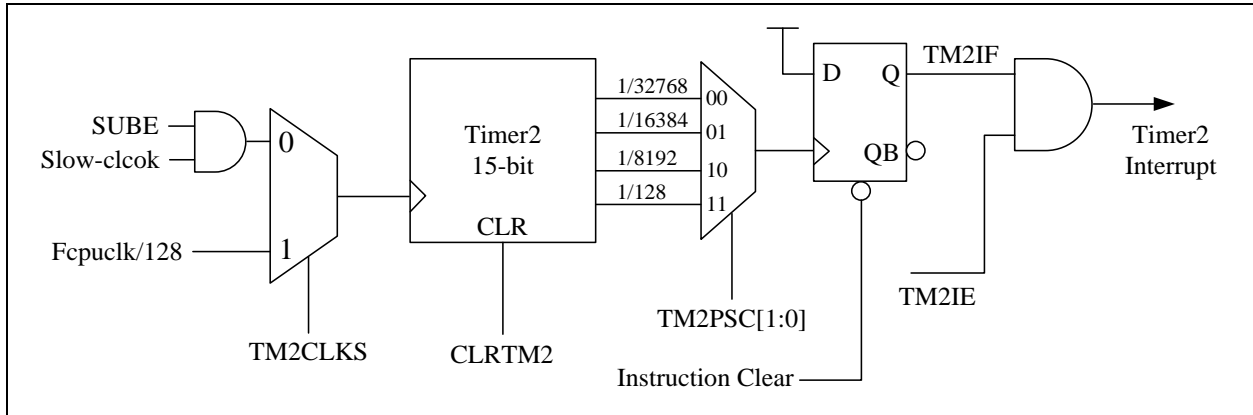 SUBE
Slow-clcok
0
Fcpuclk/128
1
TM2CLKS
Timer2
15-bit
CLR
CLRTM2
1/32768
1/16384
1/8192
1/128
00
01
10
11
TM2PSC[1:0]
D
Q
QB
Instruction Clear
TM2IF
TM2IE
Timer2
Interrupt